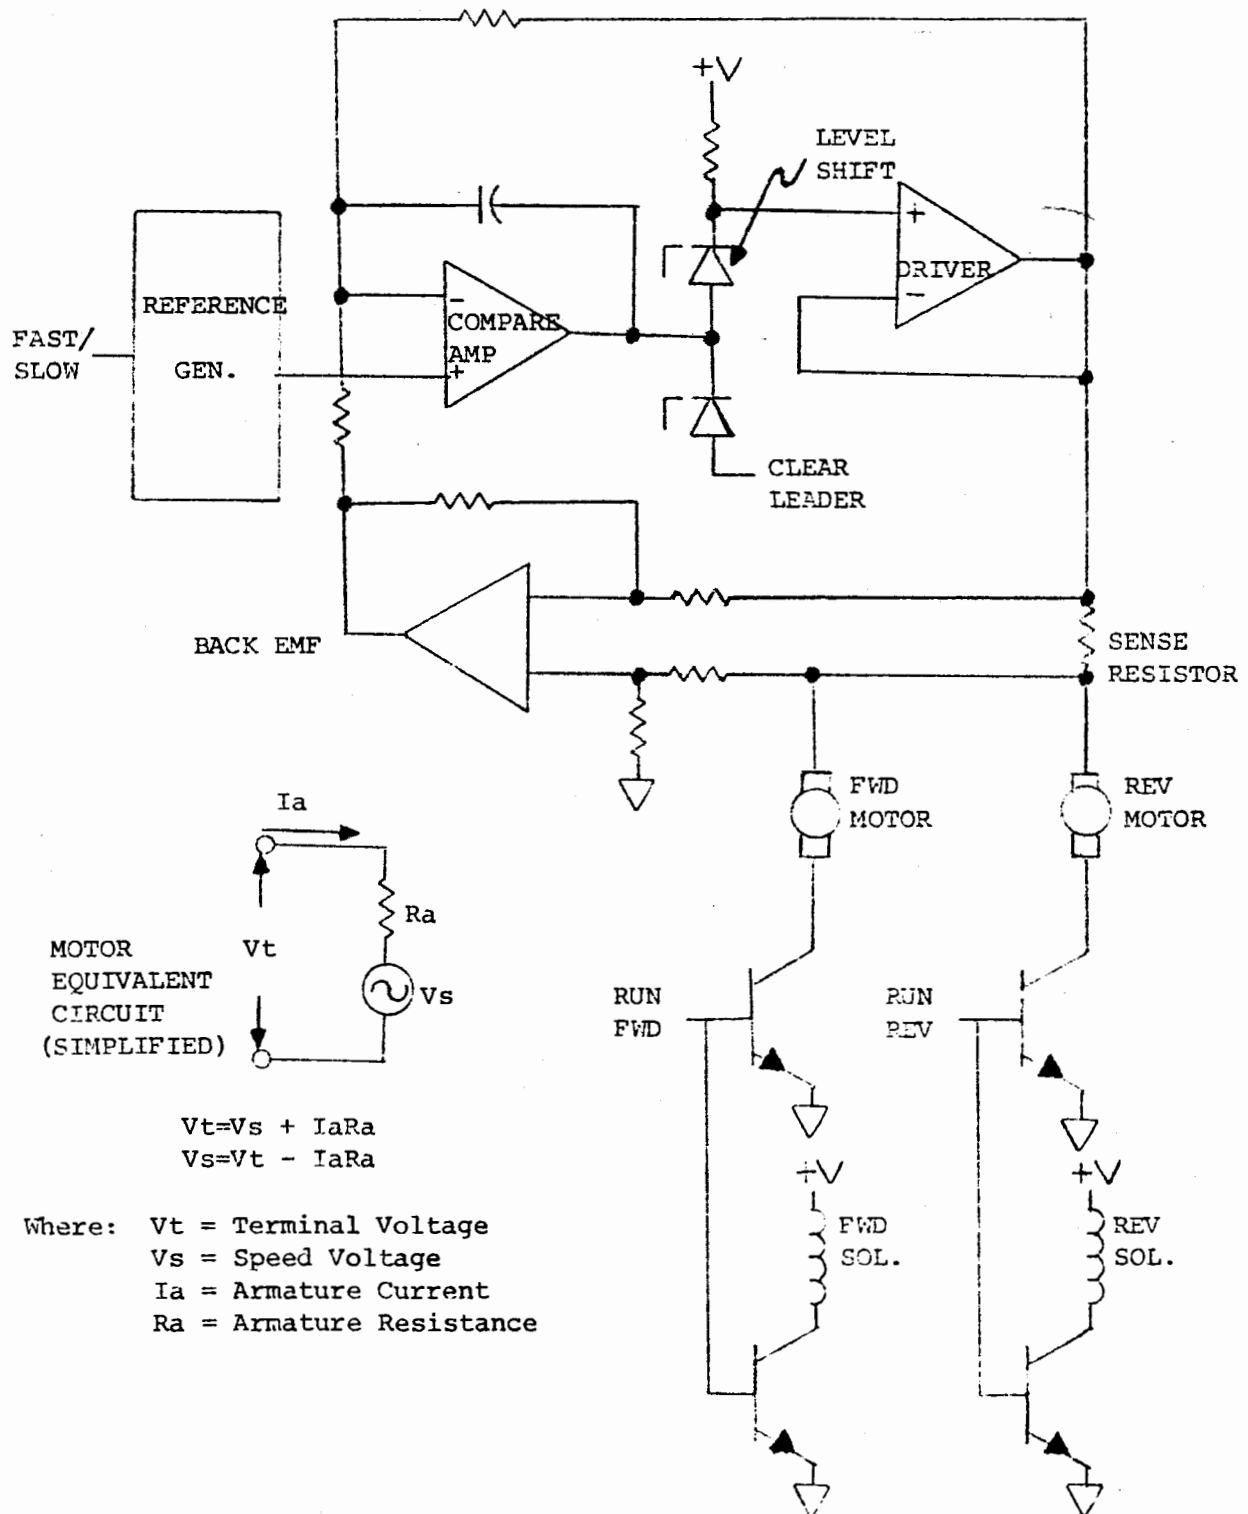 +V
LEVEL
SHIFT
+
DRIVER
−
REFERENCE
GEN.
FAST/
SLOW
−
COMPARE
AMP
+
CLEAR
LEADER
BACK EMF
SENSE
RESISTOR
FWD
MOTOR
REV
MOTOR
Ia
Ra
Vt
Vs
MOTOR
EQUIVALENT
CIRCUIT
(SIMPLIFIED)
RUN
FWD
RUN
REV
Vt=Vs + IaRa
Vs=Vt - IaRa
+V
+V
FWD
SOL.
REV
SOL.
Where: Vt = Terminal Voltage
Vs = Speed Voltage
Ia = Armature Current
Ra = Armature Resistance